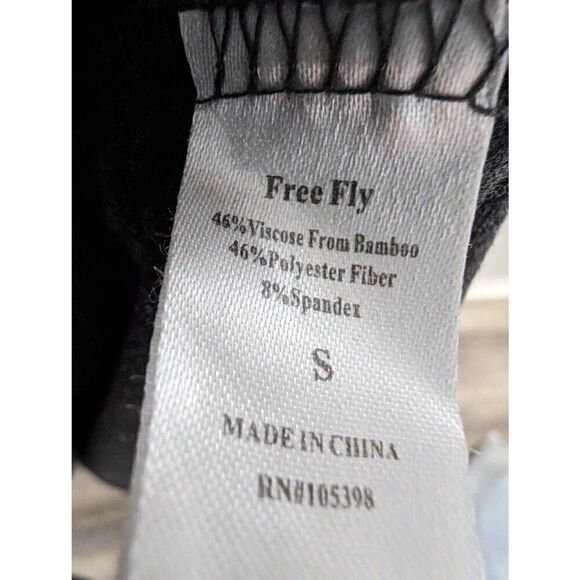 Free Fly
46%Viscose From Bamboo
46%Polyester Fiber
8%Spandex
S
MADE IN CHINA
RN#105398